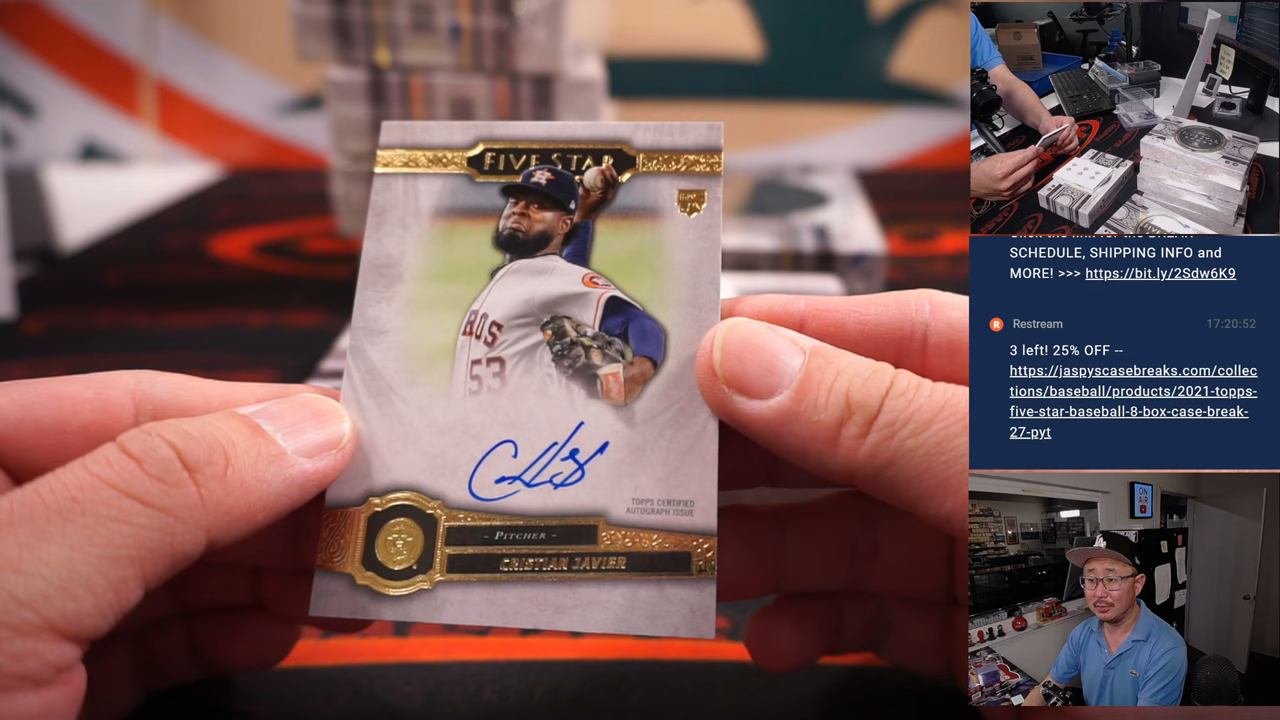 FIVE STAR
RC
ROS
53
TOPPS CERTIFIED
AUTOGRAPH ISSUE
- PITCHER -
CRISTIAN JAVIER
SCHEDULE, SHIPPING INFO and
MORE! >>> https://bit.ly/2Sdw6K9
Restream
17:20:52
3 left! 25% OFF --
https://jaspyscasebreaks.com/collec
tions/baseball/products/2021-topps-
five-star-baseball-8-box-case-break-
27-pyt
ON
AIR